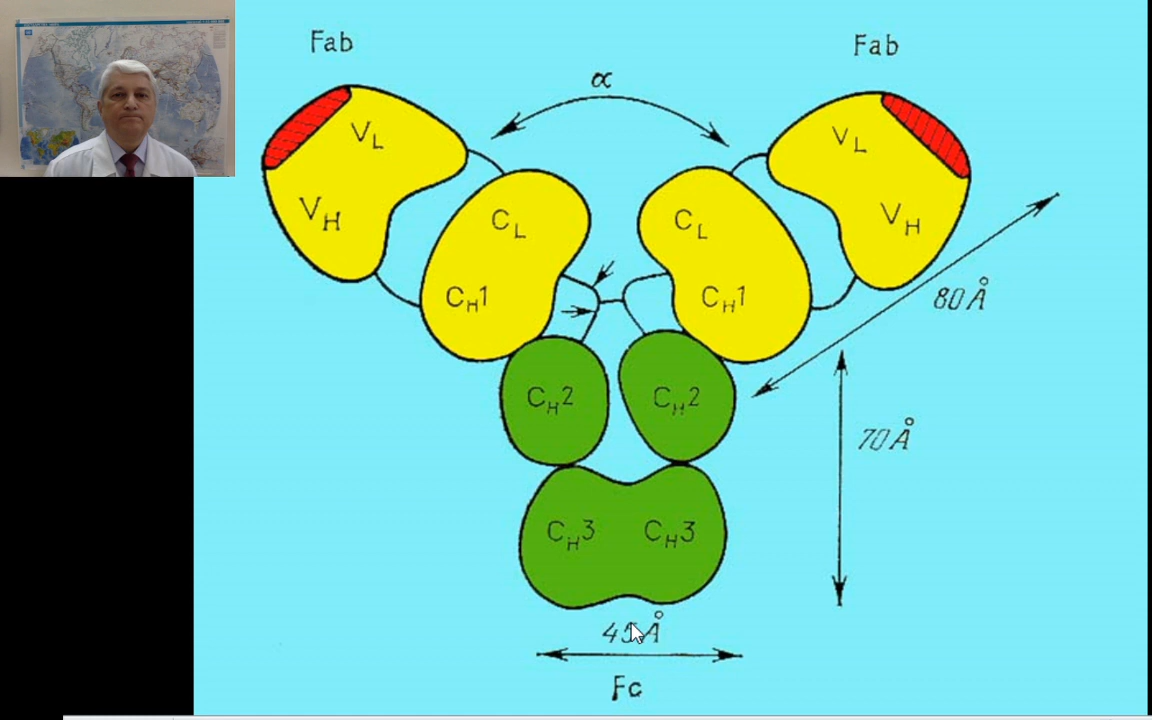 Fab
Fab
α
V_L
V_L
V_H
V_H
C_L
C_L
C_H1
C_H1
80 Å
C_H2
C_H2
70 Å
C_H3
C_H3
Fc